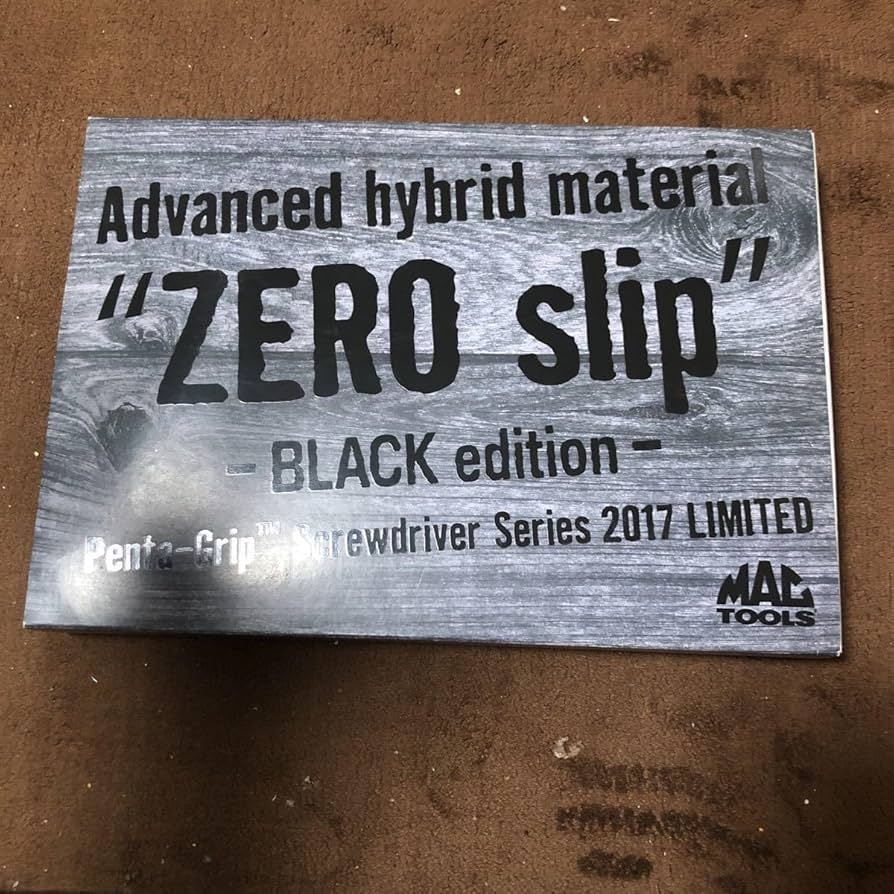 Advanced hybrid material
"ZERO slip"
- BLACK edition -
Penta-Grip™ Screwdriver Series 2017 LIMITED
MAC
TOOLS